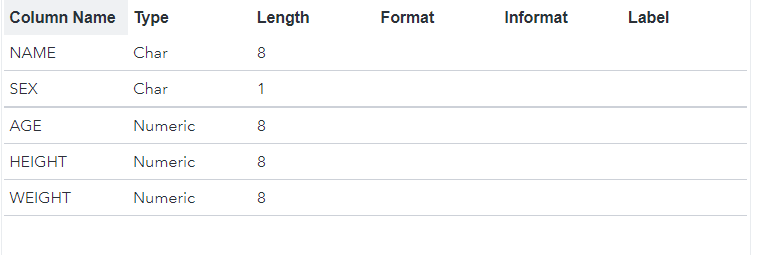 Column Name Type Length Format Informat Label
NAME Char 8
SEX Char 1
AGE Numeric 8
HEIGHT Numeric 8
WEIGHT Numeric 8